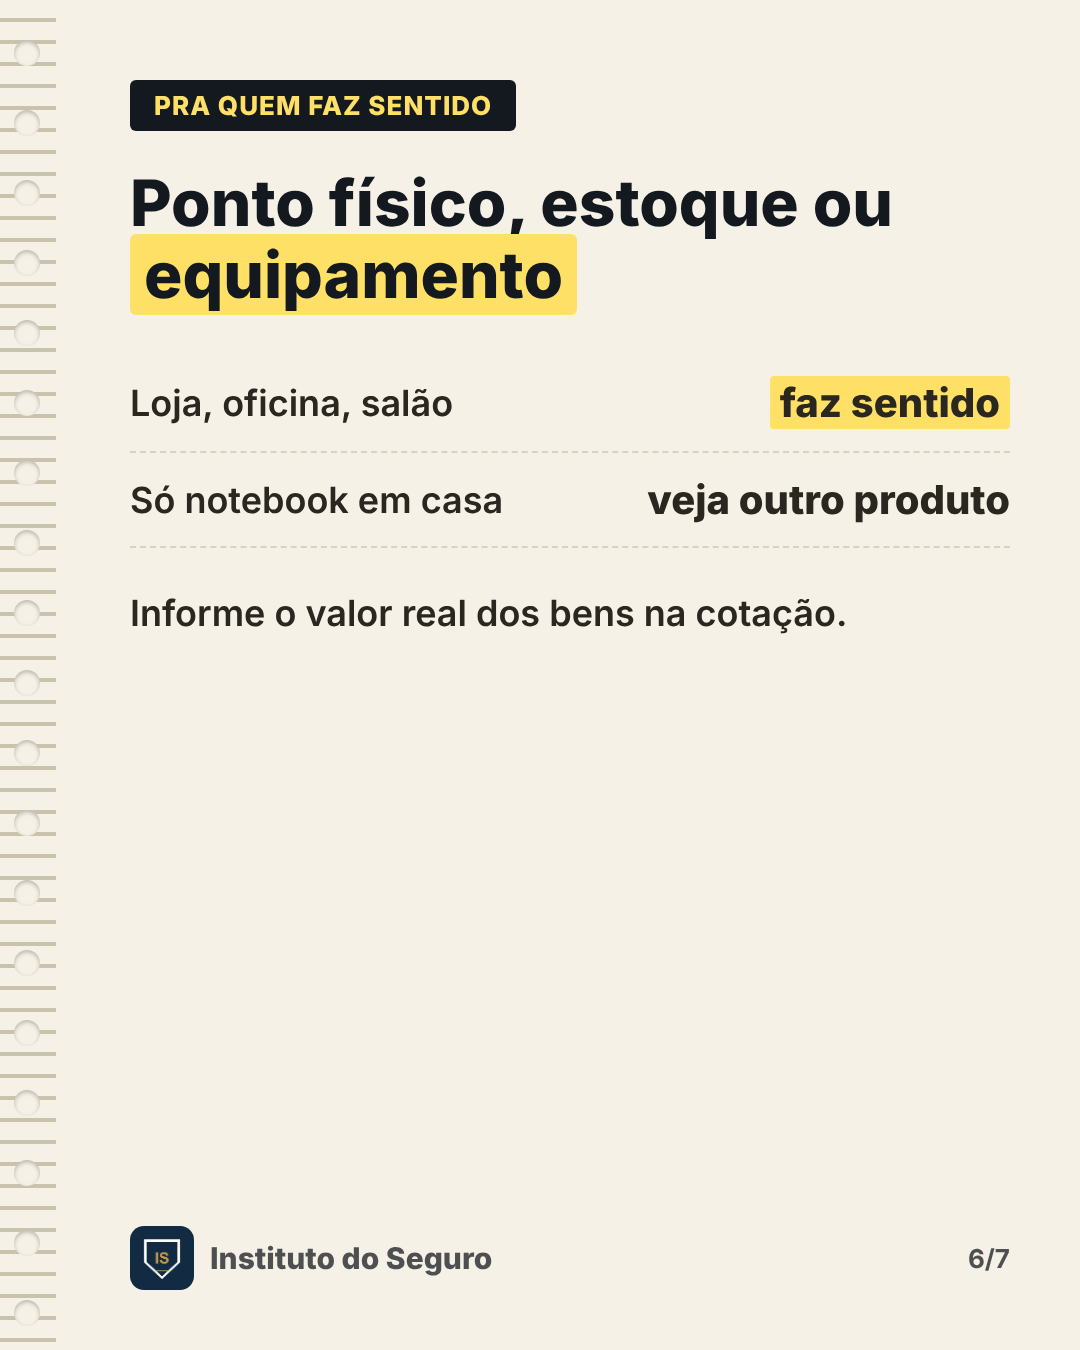 PRA QUEM FAZ SENTIDO
Ponto físico, estoque ou
equipamento
Loja, oficina, salão faz sentido
Só notebook em casa veja outro produto
Informe o valor real dos bens na cotação.
IS Instituto do Seguro 6/7